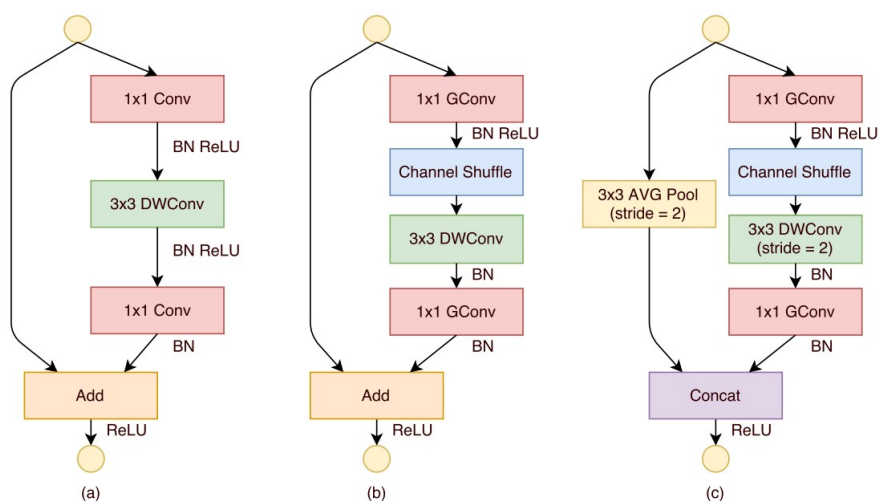 1x1 Conv
BN ReLU
3x3 DWConv
BN ReLU
1x1 Conv
BN
Add
ReLU
(a)
1x1 GConv
BN ReLU
Channel Shuffle
3x3 DWConv
BN
1x1 GConv
BN
Add
ReLU
(b)
1x1 GConv
BN ReLU
3x3 AVG Pool
(stride = 2)
Channel Shuffle
3x3 DWConv
(stride = 2)
BN
1x1 GConv
BN
Concat
ReLU
(c)